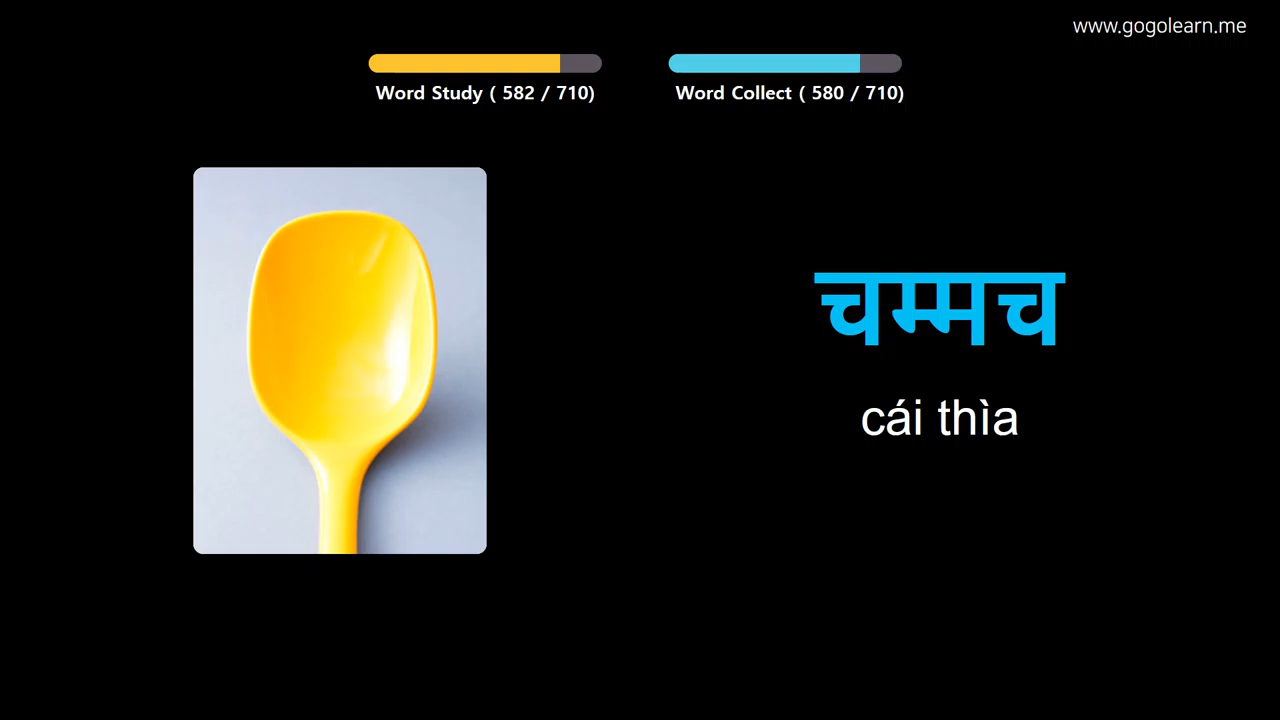 www.gogolearn.me
Word Study ( 582 / 710)
Word Collect ( 580 / 710)
चम्मच
cái thìa